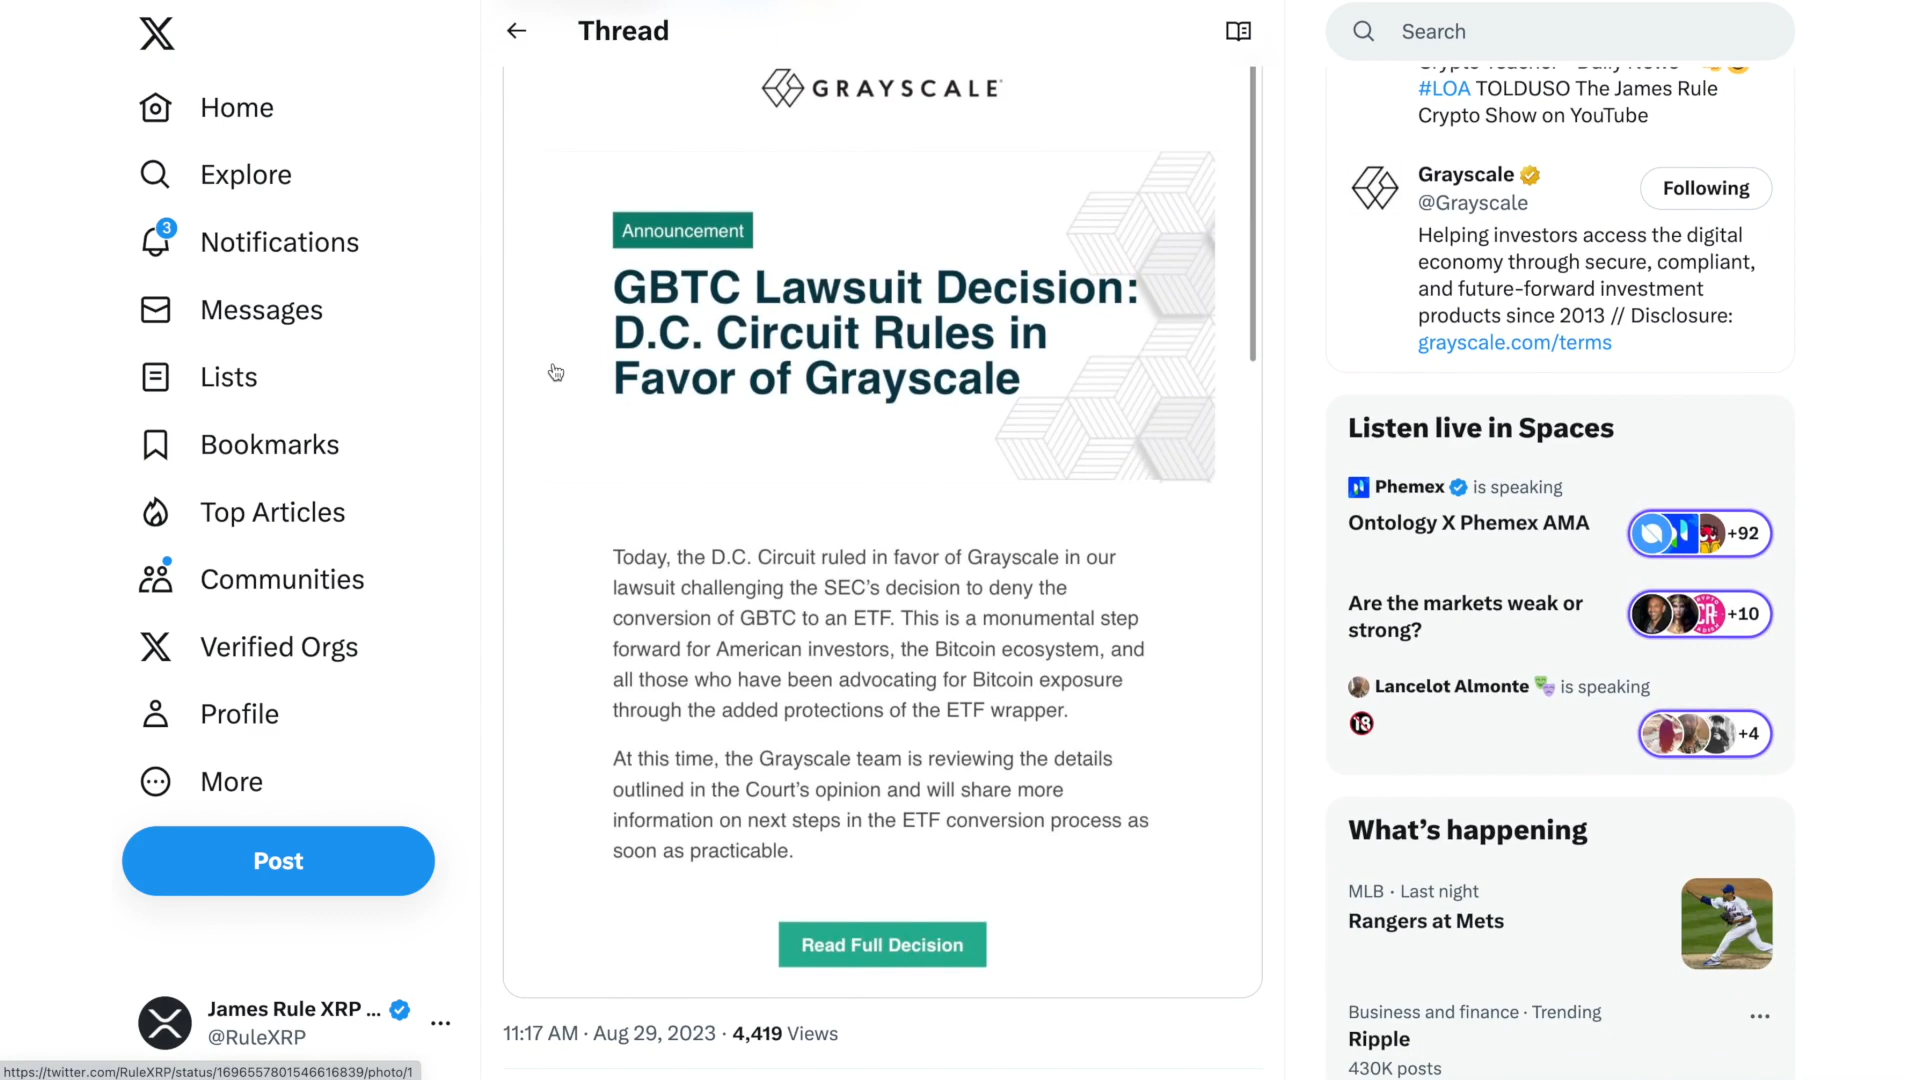 Home
Explore
3
Notifications
Messages
Lists
Bookmarks
Top Articles
Communities
Verified Orgs
Profile
More
Post
James Rule XRP ...
@RuleXRP
https://twitter.com/RuleXRP/status/1696557801546616839/photo/1
Thread
GRAYSCALE
Announcement
GBTC Lawsuit Decision:
D.C. Circuit Rules in
Favor of Grayscale
Today, the D.C. Circuit ruled in favor of Grayscale in our
lawsuit challenging the SEC’s decision to deny the
conversion of GBTC to an ETF. This is a monumental step
forward for American investors, the Bitcoin ecosystem, and
all those who have been advocating for Bitcoin exposure
through the added protections of the ETF wrapper.
At this time, the Grayscale team is reviewing the details
outlined in the Court’s opinion and will share more
information on next steps in the ETF conversion process as
soon as practicable.
Read Full Decision
11:17 AM · Aug 29, 2023 · 4,419 Views
Search
Crypto Teacher - Daily News
#LOA TOLDUSO The James Rule
Crypto Show on YouTube
Grayscale
@Grayscale
Following
Helping investors access the digital
economy through secure, compliant,
and future-forward investment
products since 2013 // Disclosure:
grayscale.com/terms
Listen live in Spaces
Phemex is speaking
Ontology X Phemex AMA
+92
Are the markets weak or
strong?
+10
Lancelot Almonte is speaking
18
+4
What’s happening
MLB · Last night
Rangers at Mets
Business and finance · Trending
Ripple
430K posts